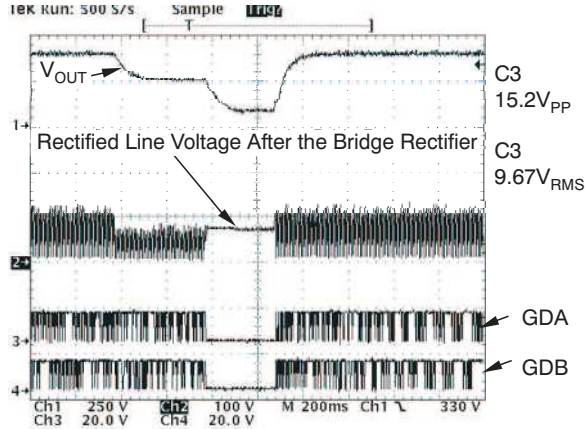 Tek Run: 500 S/s Sample Trig?
[ T ]
VOUT
C3
15.2VPP
1→
Rectified Line Voltage After the Bridge Rectifier
C3
9.67VRMS
2→
GDA
3→
GDB
4→
Ch1 250 V Ch2 100 V M 200ms Ch1 330 V
Ch3 20.0 V Ch4 20.0 V